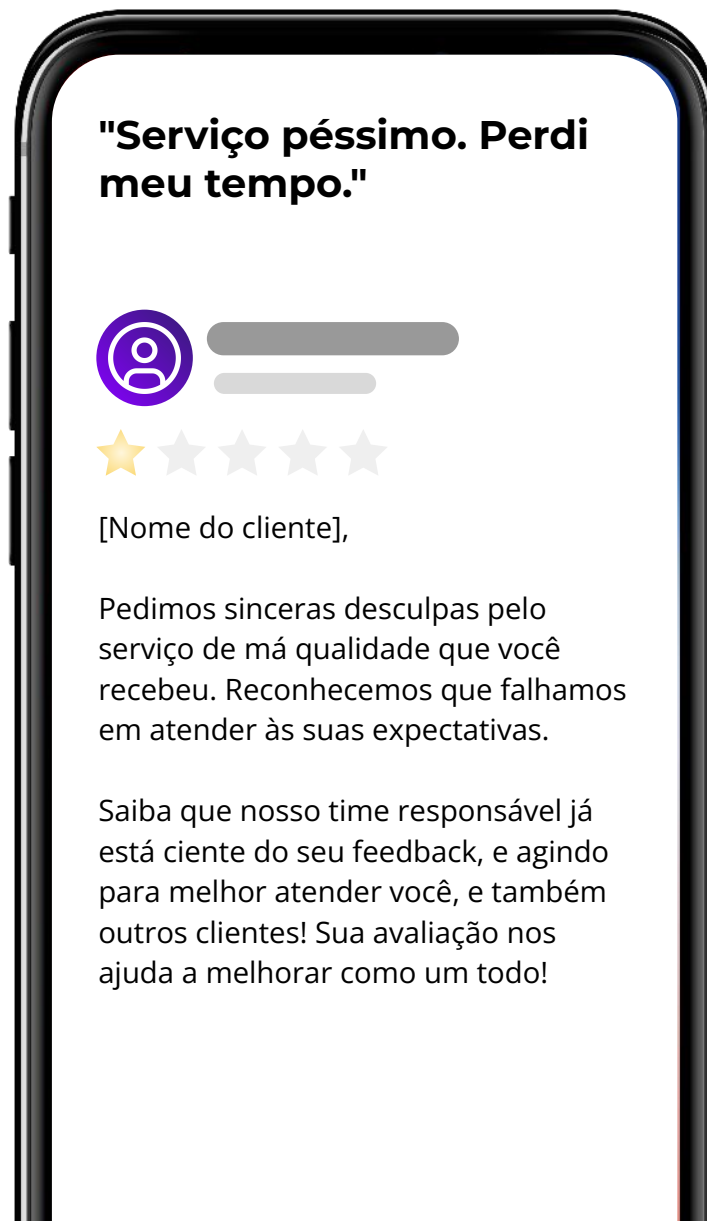 "Serviço péssimo. Perdi
meu tempo."
[Nome do cliente],
Pedimos sinceras desculpas pelo
serviço de má qualidade que você
recebeu. Reconhecemos que falhamos
em atender às suas expectativas.
Saiba que nosso time responsável já
está ciente do seu feedback, e agindo
para melhor atender você, e também
outros clientes! Sua avaliação nos
ajuda a melhorar como um todo!